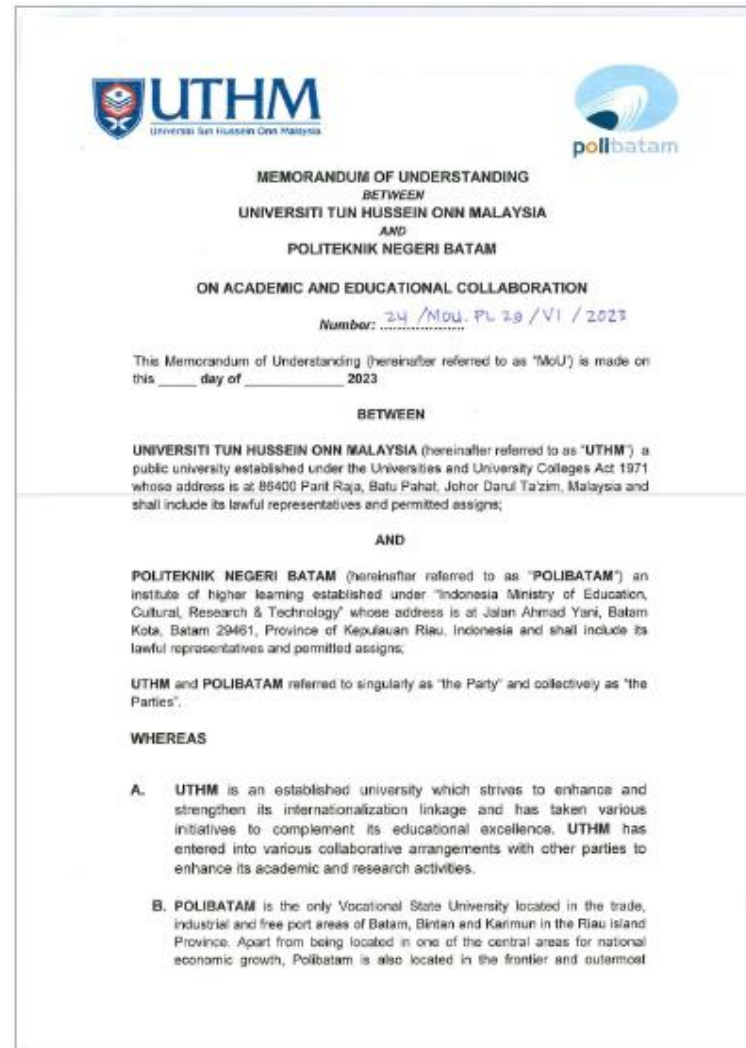 UTHM
Universiti Tun Hussein Onn Malaysia
polibatam
MEMORANDUM OF UNDERSTANDING
BETWEEN
UNIVERSITI TUN HUSSEIN ONN MALAYSIA
AND
POLITEKNIK NEGERI BATAM
ON ACADEMIC AND EDUCATIONAL COLLABORATION
Number: 24 /MOU. PL 29 / VI / 2023
This Memorandum of Understanding (hereinafter referred to as "MoU') is made on
this _____ day of _____________ 2023
BETWEEN
UNIVERSITI TUN HUSSEIN ONN MALAYSIA (hereinafter referred to as "UTHM") a
public university established under the Universities and University Colleges Act 1971
whose address is at 86400 Parit Raja, Batu Pahat, Johor Darul Ta'zim, Malaysia and
shall include its lawful representatives and permitted assigns;
AND
POLITEKNIK NEGERI BATAM (hereinafter referred to as "POLIBATAM") an
institute of higher learning established under "Indonesia Ministry of Education,
Cultural, Research & Technology" whose address is at Jalan Ahmad Yani, Batam
Kota, Batam 29461, Province of Kepulauan Riau, Indonesia and shall include its
lawful representatives and permitted assigns;
UTHM and POLIBATAM referred to singularly as "the Party" and collectively as "the
Parties".
WHEREAS
A. UTHM is an established university which strives to enhance and
strengthen its internationalization linkage and has taken various
initiatives to complement its educational excellence. UTHM has
entered into various collaborative arrangements with other parties to
enhance its academic and research activities.
B. POLIBATAM is the only Vocational State University located in the trade,
industrial and free port areas of Batam, Bintan and Karimun in the Riau island
Province. Apart from being located in one of the central areas for national
economic growth, Polibatam is also located in the frontier and outermost